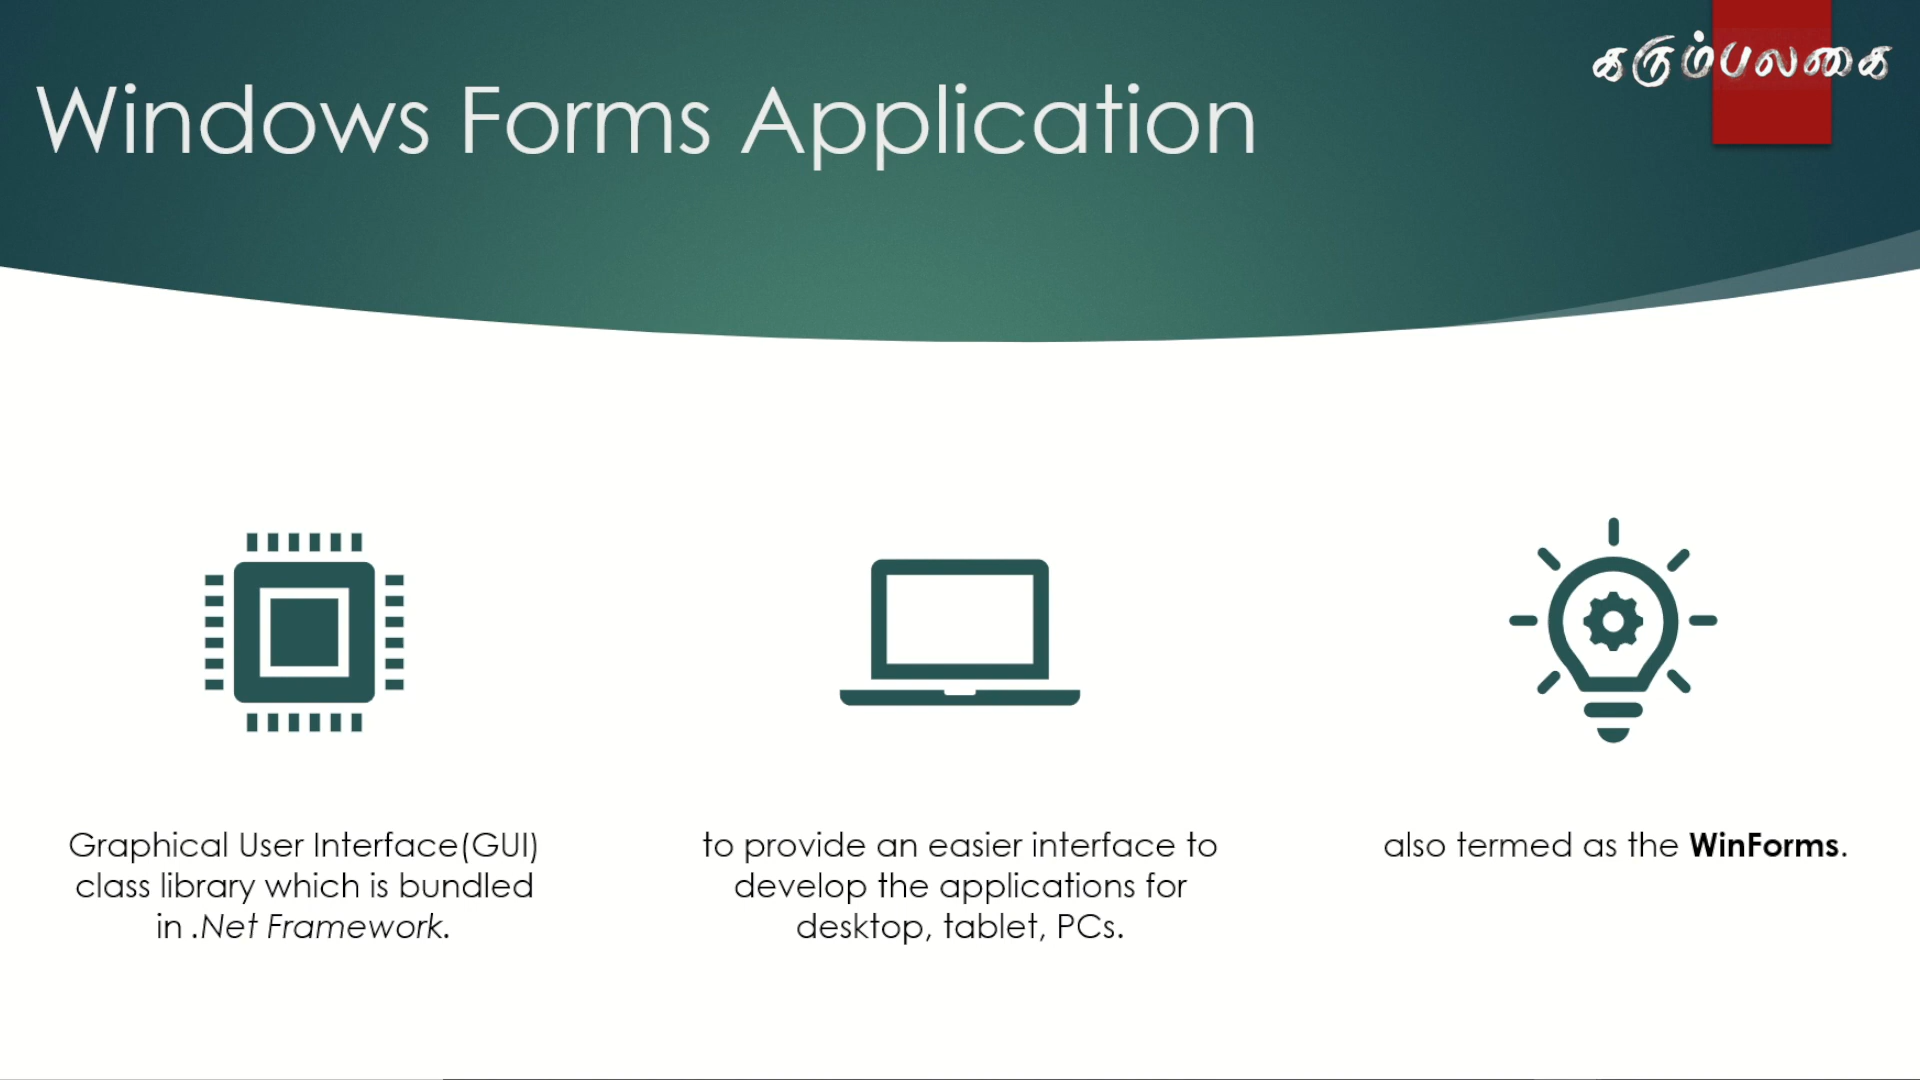 கரும்பலகை
Windows Forms Application
Graphical User Interface(GUI)
class library which is bundled
in .Net Framework.
to provide an easier interface to
develop the applications for
desktop, tablet, PCs.
also termed as the WinForms.